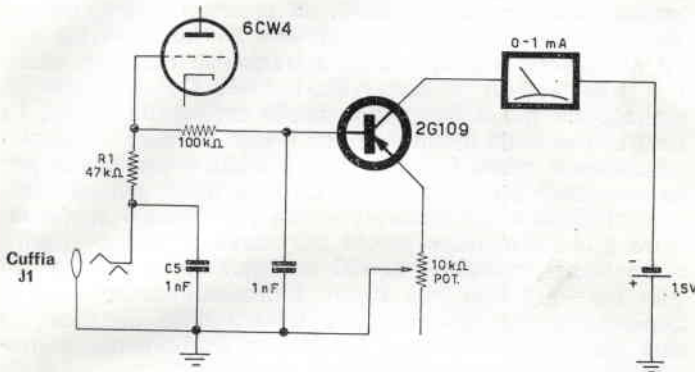 6CW4
0-1 mA
2G109
100kΩ
R1
47kΩ
Cuffia
J1
C5
1nF
1nF
10kΩ
POT.
-
+
1,5V